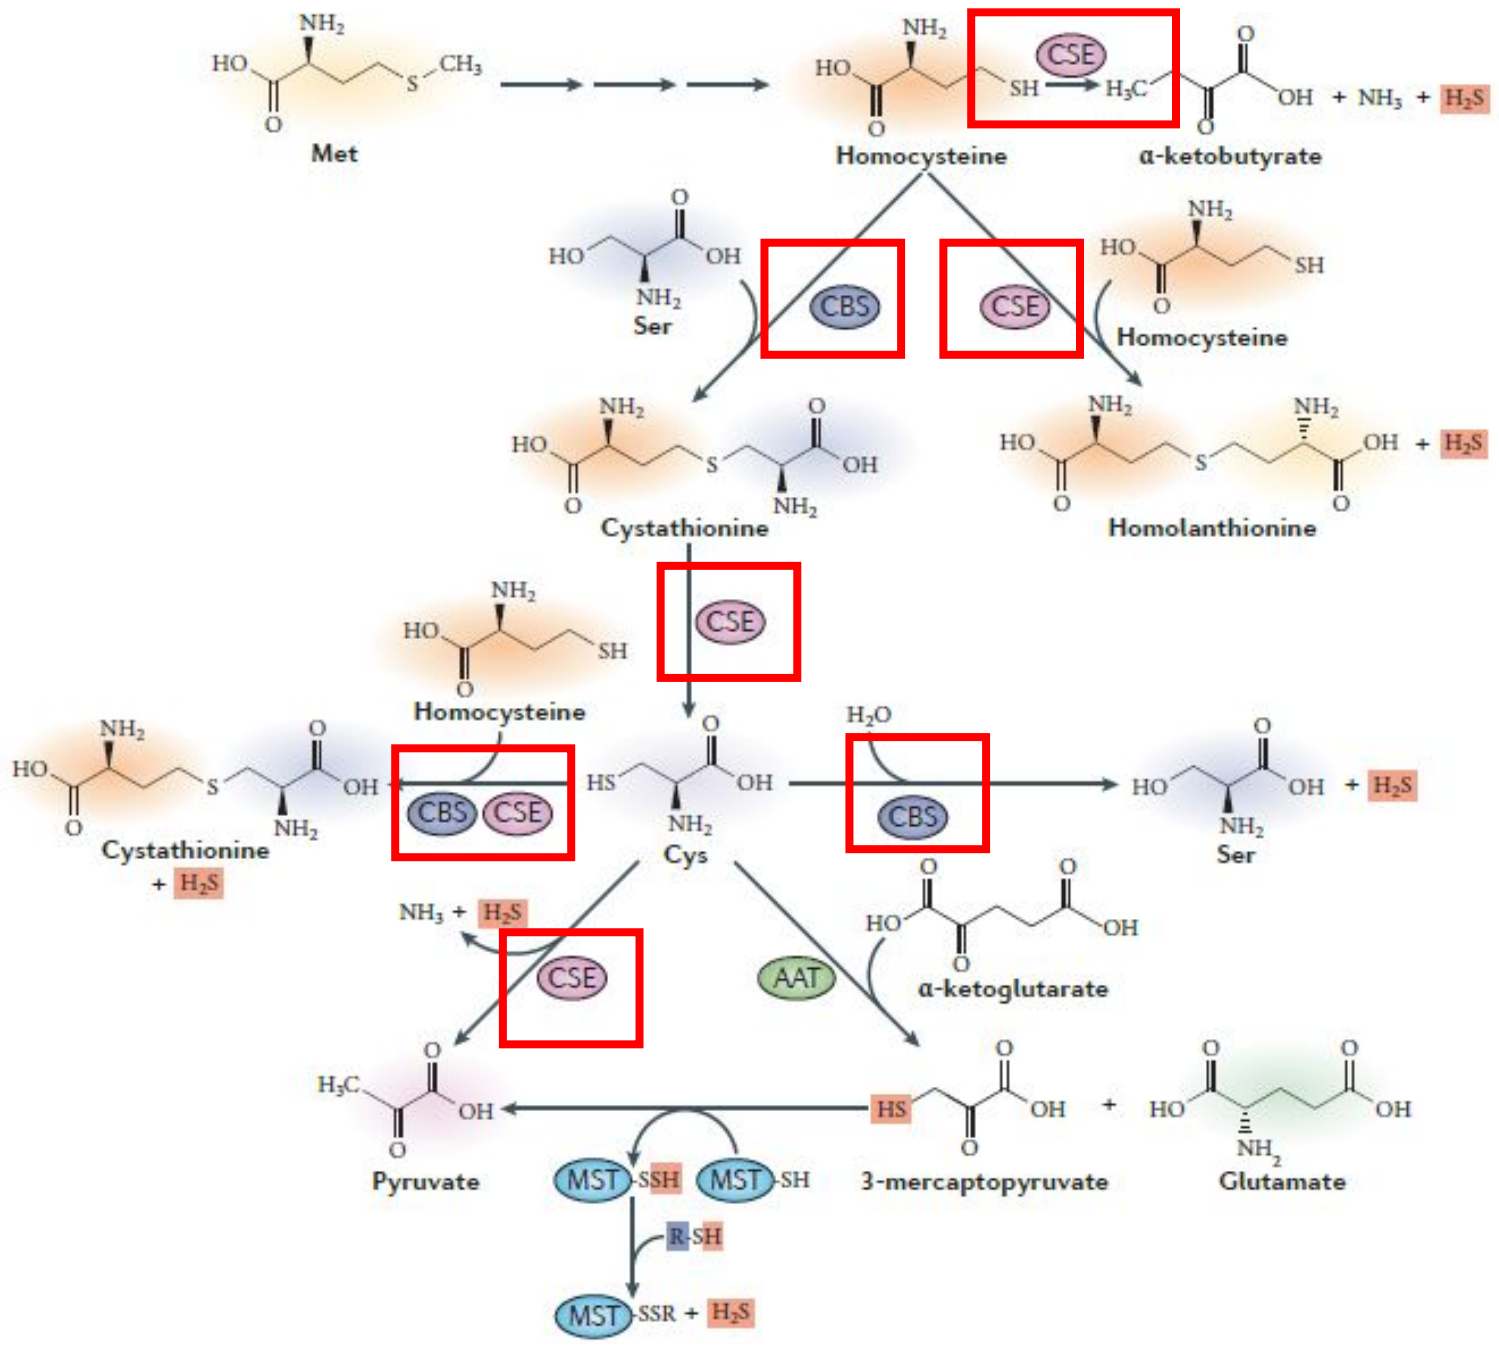 NH₂
HO
S
CH₃
O
Met
NH₂
HO
SH
O
Homocysteine
CSE
H₃C
O
OH
O
+ NH₃ + H₂S
α-ketobutyrate
O
HO
OH
NH₂
Ser
CBS
CSE
NH₂
HO
SH
O
Homocysteine
NH₂
HO
O
S
O
OH
NH₂
Cystathionine
NH₂
HO
O
S
NH₂
OH
O
+ H₂S
Homolanthionine
CSE
NH₂
HO
SH
O
Homocysteine
NH₂
HO
O
S
O
OH
NH₂
Cystathionine
+ H₂S
CBS
CSE
HS
O
OH
NH₂
Cys
H₂O
CBS
O
HO
OH
NH₂
Ser
+ H₂S
NH₃ + H₂S
CSE
AAT
O
HO
O
O
OH
α-ketoglutarate
H₃C
O
OH
O
Pyruvate
HS
O
OH
O
3-mercaptopyruvate
+
O
HO
NH₂
O
OH
Glutamate
MST-SSH
MST-SH
R-SH
MST-SSR + H₂S